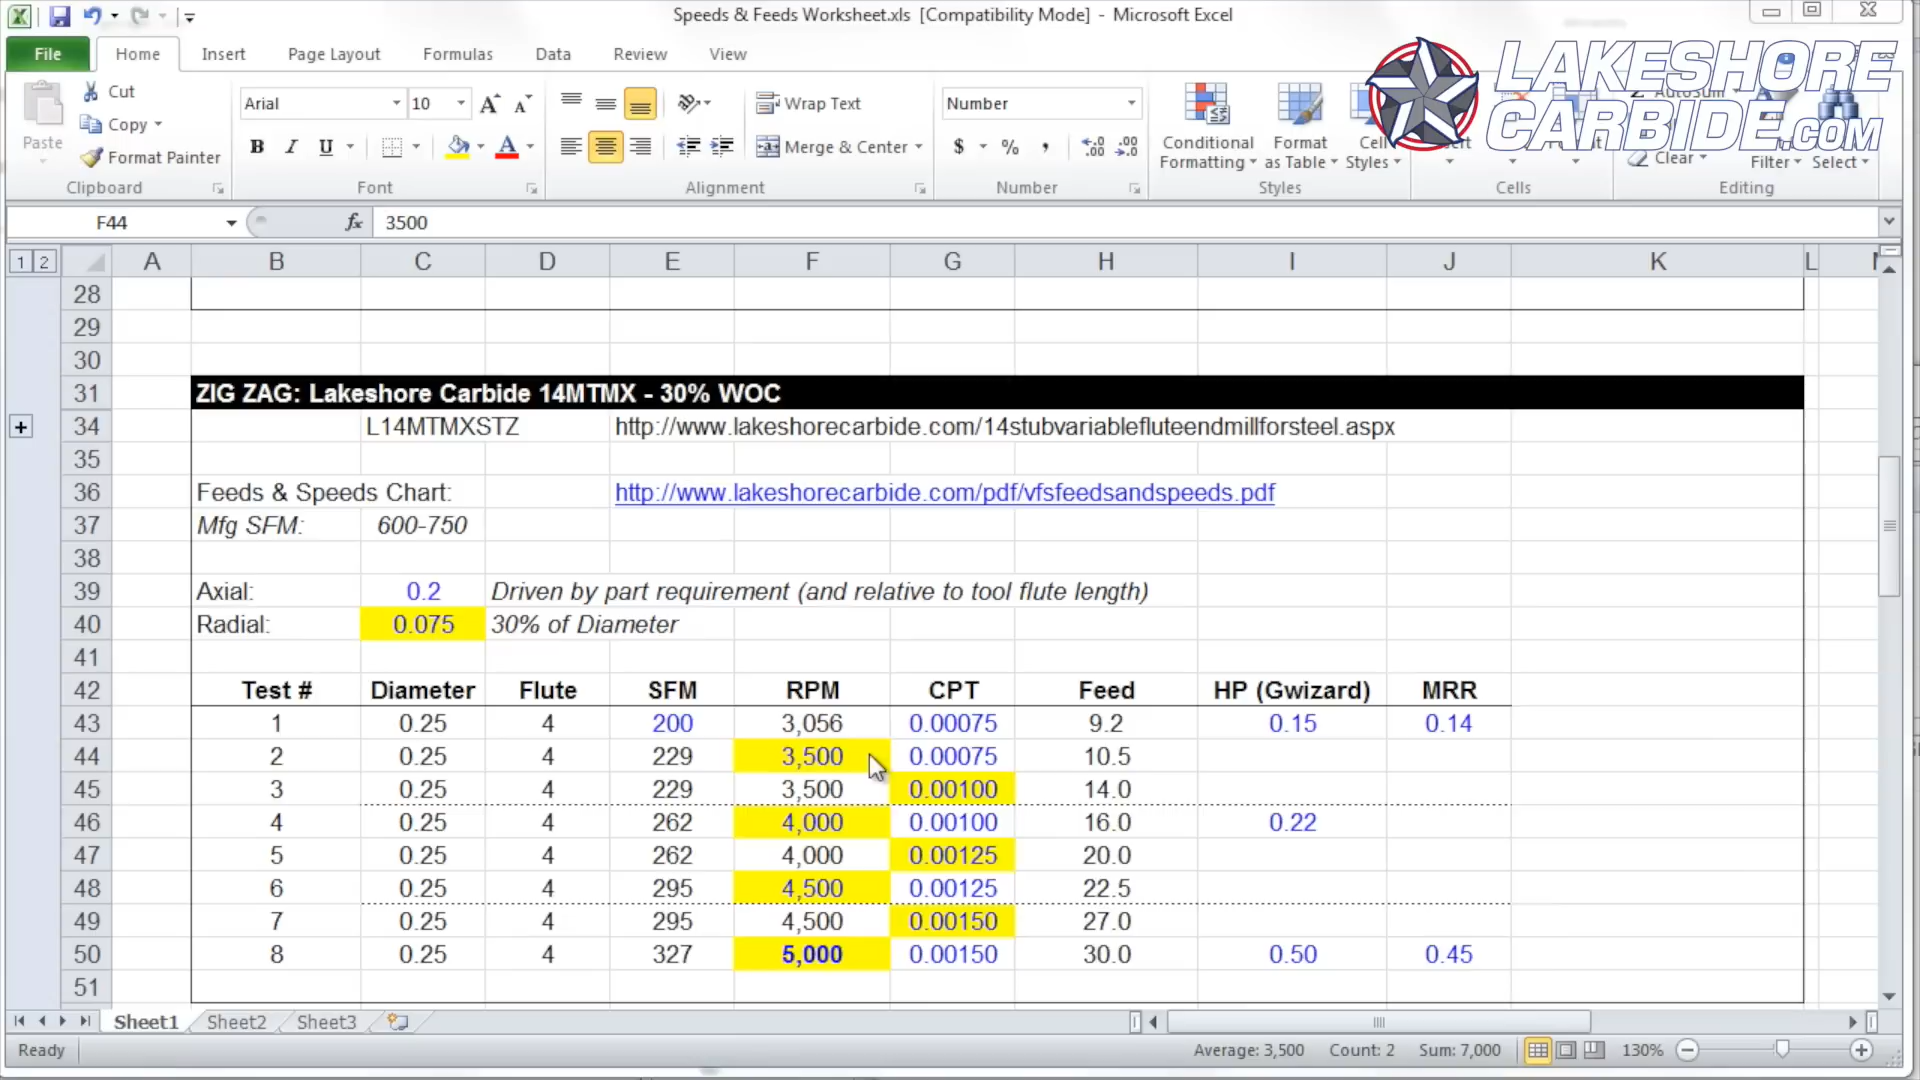 Speeds & Feeds Worksheet.xls [Compatibility Mode] - Microsoft Excel
File Home Insert Page Layout Formulas Data Review View
LAKESHORE
CARBIDE.COM
Cut
Copy
Format Painter
Paste
Clipboard
Arial 10
B I U
Font
Wrap Text
Merge & Center
Alignment
Number
$ % ,
Number
Conditional Formatting
Format as Table
Cell Styles
Styles
Cells
AutoSum
Clear
Filter
Select
Editing
F44 fx 3500
1 2 A B C D E F G H I J K L
28
29
30
31 ZIG ZAG: Lakeshore Carbide 14MTMX - 30% WOC
34 L14MTMXSTZ http://www.lakeshorecarbide.com/14stubvariablefluteendmillforsteel.aspx
35
36 Feeds & Speeds Chart: http://www.lakeshorecarbide.com/pdf/vfsfeedsandspeeds.pdf
37 Mfg SFM: 600-750
38
39 Axial: 0.2 Driven by part requirement (and relative to tool flute length)
40 Radial: 0.075 30% of Diameter
41
42 Test # Diameter Flute SFM RPM CPT Feed HP (Gwizard) MRR
43 1 0.25 4 200 3,056 0.00075 9.2 0.15 0.14
44 2 0.25 4 229 3,500 0.00075 10.5
45 3 0.25 4 229 3,500 0.00100 14.0
46 4 0.25 4 262 4,000 0.00100 16.0 0.22
47 5 0.25 4 262 4,000 0.00125 20.0
48 6 0.25 4 295 4,500 0.00125 22.5
49 7 0.25 4 295 4,500 0.00150 27.0
50 8 0.25 4 327 5,000 0.00150 30.0 0.50 0.45
51
Sheet1 Sheet2 Sheet3
Ready Average: 3,500 Count: 2 Sum: 7,000 130%